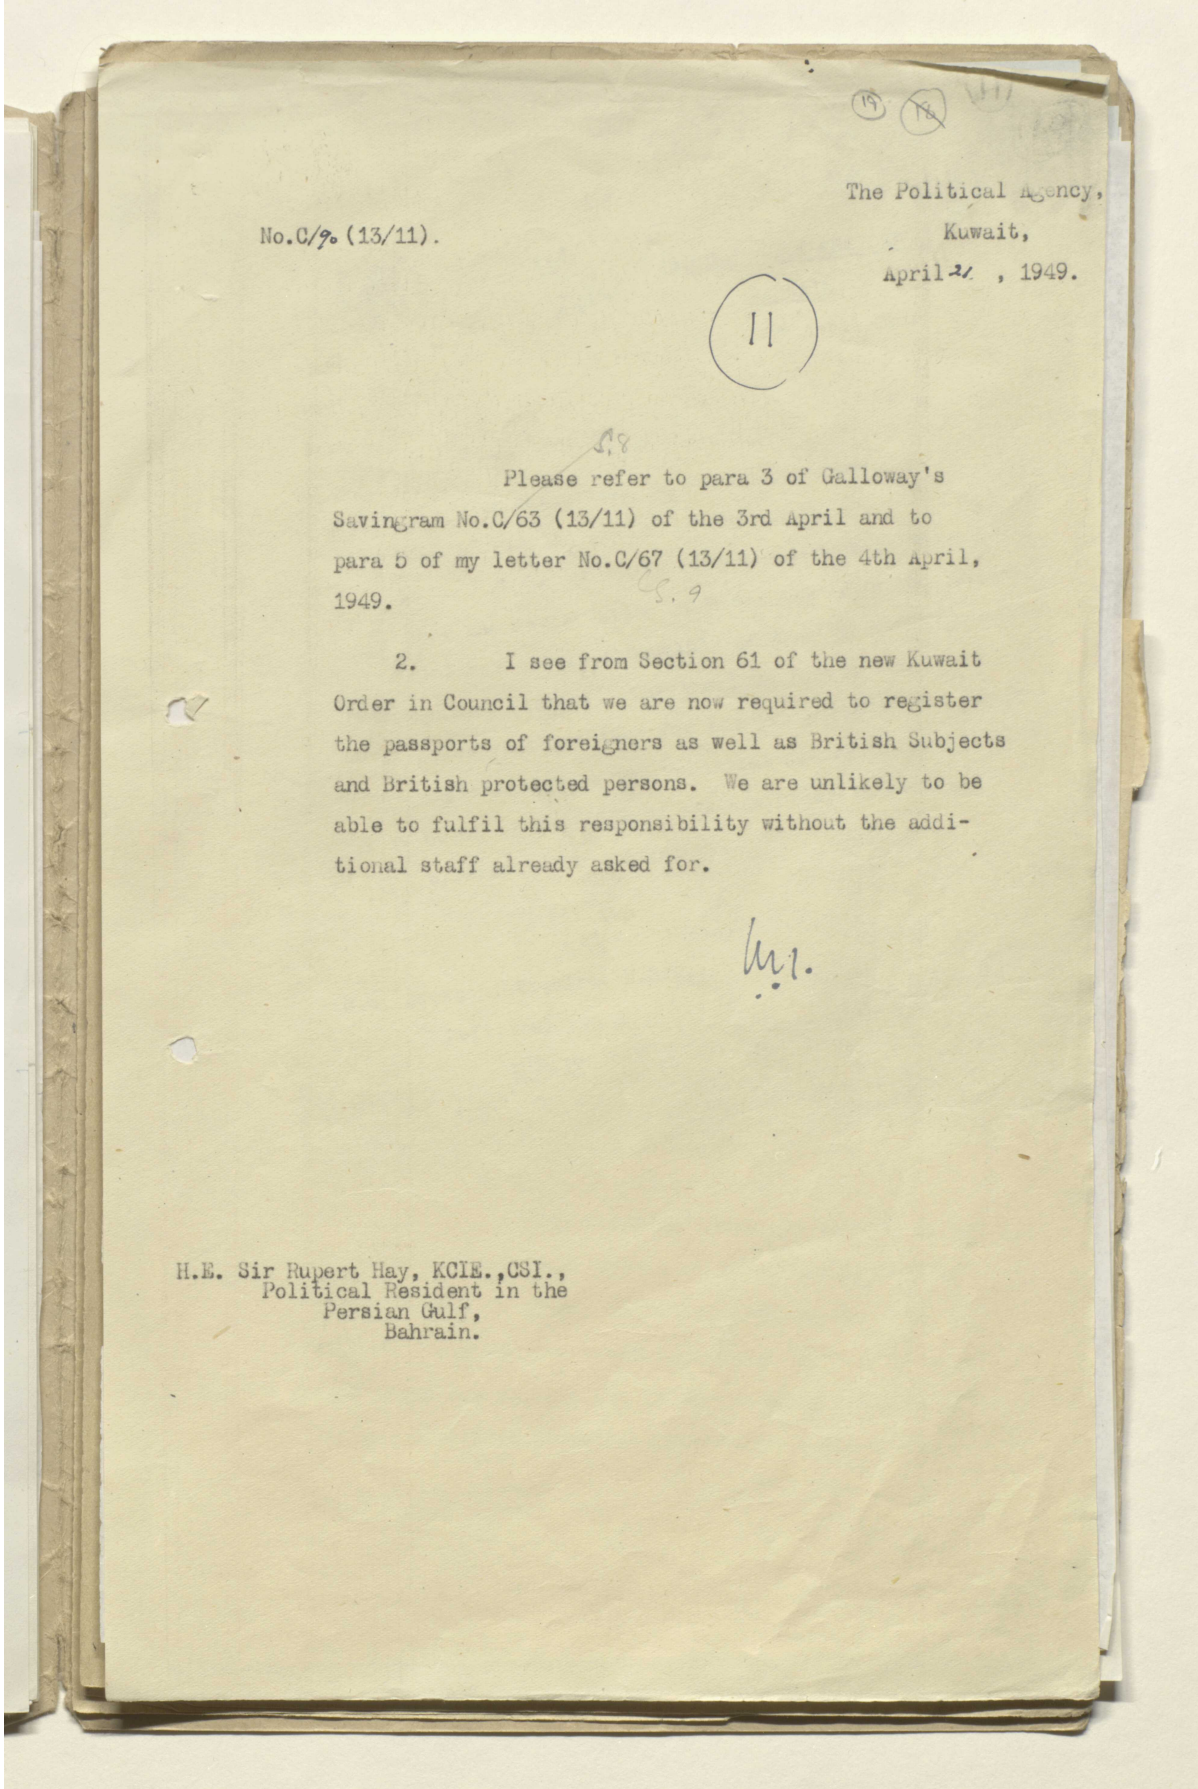 19 18
The Political Agency,
No.C/90 (13/11).
Kuwait,
April 21 , 1949.
11
S.8
Please refer to para 3 of Galloway's
Savingram No.C/63 (13/11) of the 3rd April and to
para 5 of my letter No.C/67 (13/11) of the 4th April,
S. 9
1949.
2. I see from Section 61 of the new Kuwait
Order in Council that we are now required to register
the passports of foreigners as well as British Subjects
and British protected persons. We are unlikely to be
able to fulfil this responsibility without the addi-
tional staff already asked for.
H.E. Sir Rupert Hay, KCIE.,CSI.,
Political Resident in the
Persian Gulf,
Bahrain.